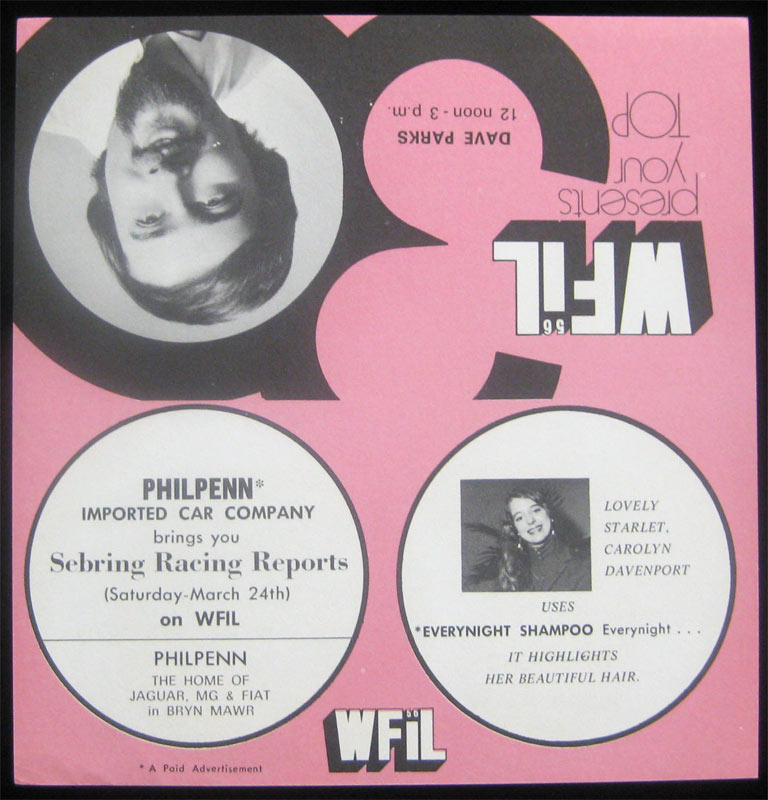 WFiL
56
presents
your
TOP
30
DAVE PARKS
12 noon - 3 p.m.
PHILPENN*
IMPORTED CAR COMPANY
brings you
Sebring Racing Reports
(Saturday-March 24th)
on WFIL
PHILPENN
THE HOME OF
JAGUAR, MG & FIAT
in BRYN MAWR
LOVELY
STARLET,
CAROLYN
DAVENPORT
USES
*EVERYNIGHT SHAMPOO Everynight . . .
IT HIGHLIGHTS
HER BEAUTIFUL HAIR.
56
WFiL
* A Paid Advertisement